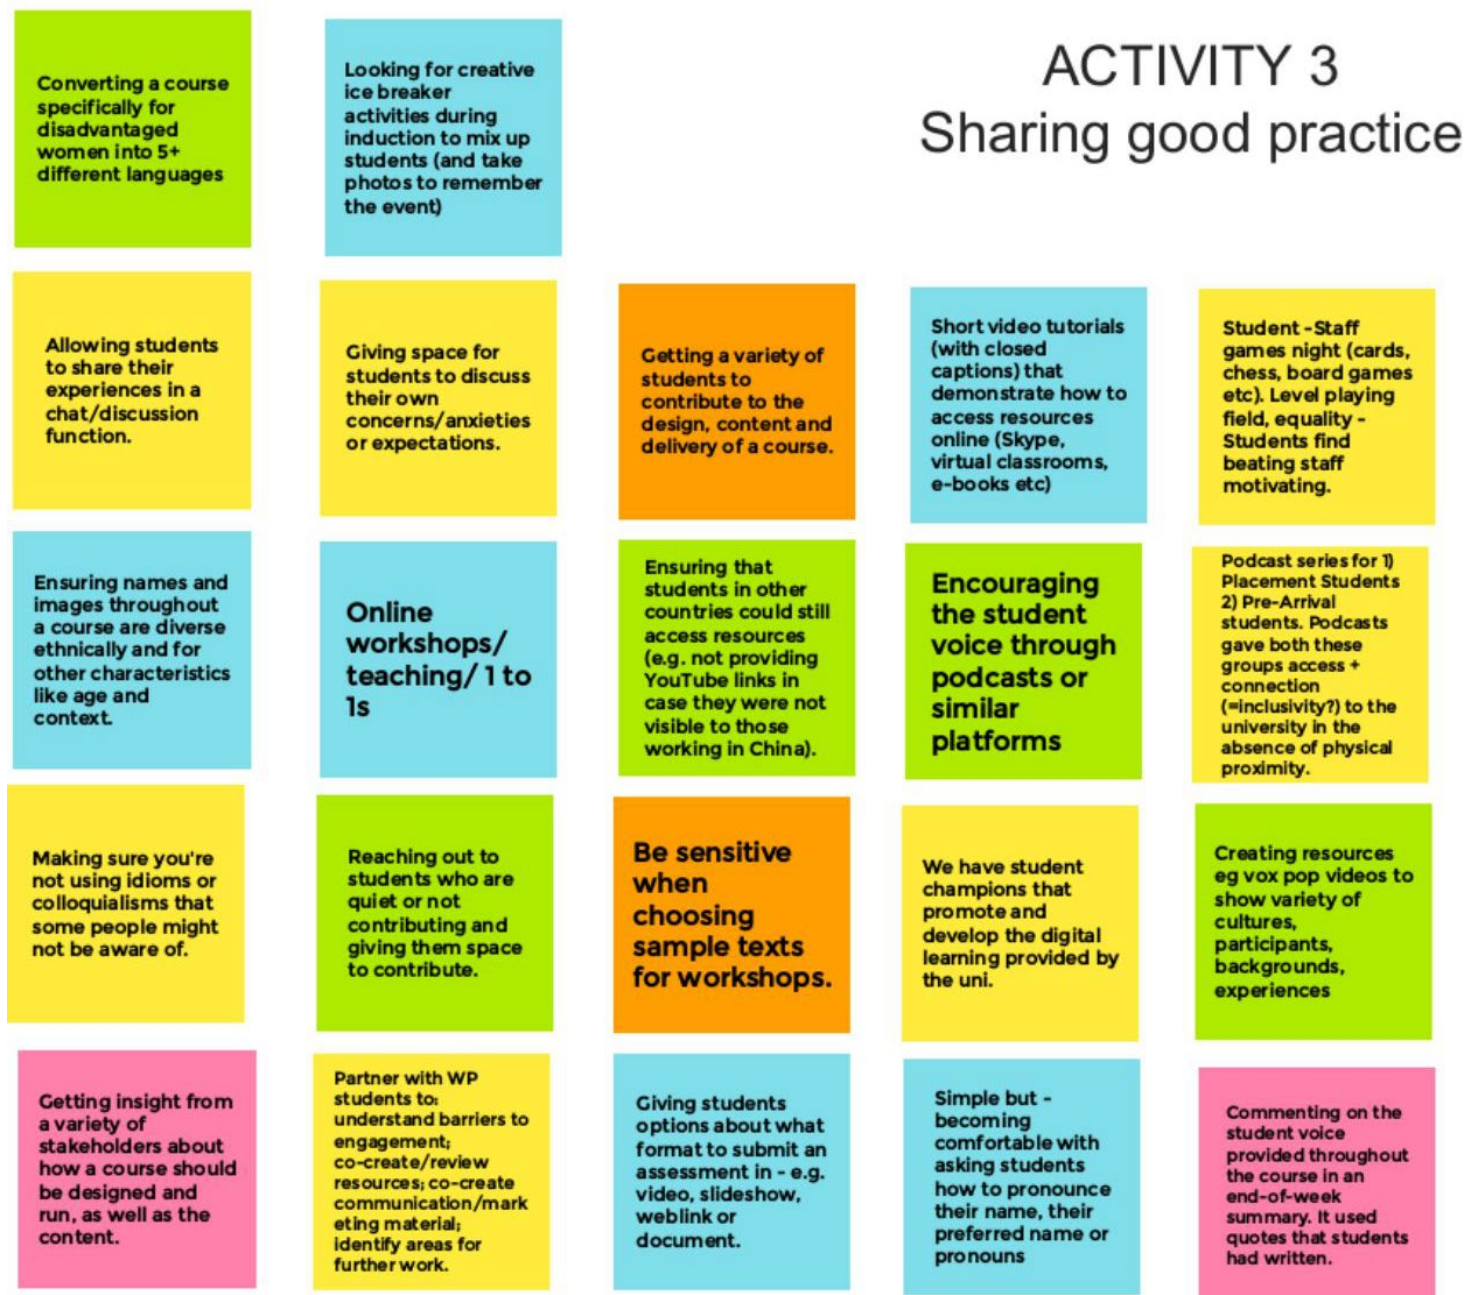 ACTIVITY 3
Sharing good practice
Converting a course
specifically for
disadvantaged
women into 5+
different languages
Looking for creative
ice breaker
activities during
induction to mix up
students (and take
photos to remember
the event)
Allowing students
to share their
experiences in a
chat/discussion
function.
Giving space for
students to discuss
their own
concerns/anxieties
or expectations.
Getting a variety of
students to
contribute to the
design, content and
delivery of a course.
Short video tutorials
(with closed
captions) that
demonstrate how to
access resources
online (Skype,
virtual classrooms,
e-books etc)
Student -Staff
games night (cards,
chess, board games
etc). Level playing
field, equality -
Students find
beating staff
motivating.
Ensuring names and
images throughout
a course are diverse
ethnically and for
other characteristics
like age and
context.
Online
workshops/
teaching/ 1 to
1s
Ensuring that
students in other
countries could still
access resources
(e.g. not providing
YouTube links in
case they were not
visible to those
working in China).
Encouraging
the student
voice through
podcasts or
similar
platforms
Podcast series for 1)
Placement Students
2) Pre-Arrival
students. Podcasts
gave both these
groups access +
connection
(=inclusivity?) to the
university in the
absence of physical
proximity.
Making sure you're
not using idioms or
colloquialisms that
some people might
not be aware of.
Reaching out to
students who are
quiet or not
contributing and
giving them space
to contribute.
Be sensitive
when
choosing
sample texts
for workshops.
We have student
champions that
promote and
develop the digital
learning provided by
the uni.
Creating resources
eg vox pop videos to
show variety of
cultures,
participants,
backgrounds,
experiences
Getting insight from
a variety of
stakeholders about
how a course should
be designed and
run, as well as the
content.
Partner with WP
students to:
understand barriers to
engagement;
co-create/review
resources; co-create
communication/mark
eting material;
identify areas for
further work.
Giving students
options about what
format to submit an
assessment in - e.g.
video, slideshow,
weblink or
document.
Simple but -
becoming
comfortable with
asking students
how to pronounce
their name, their
preferred name or
pronouns
Commenting on the
student voice
provided throughout
the course in an
end-of-week
summary. It used
quotes that students
had written.